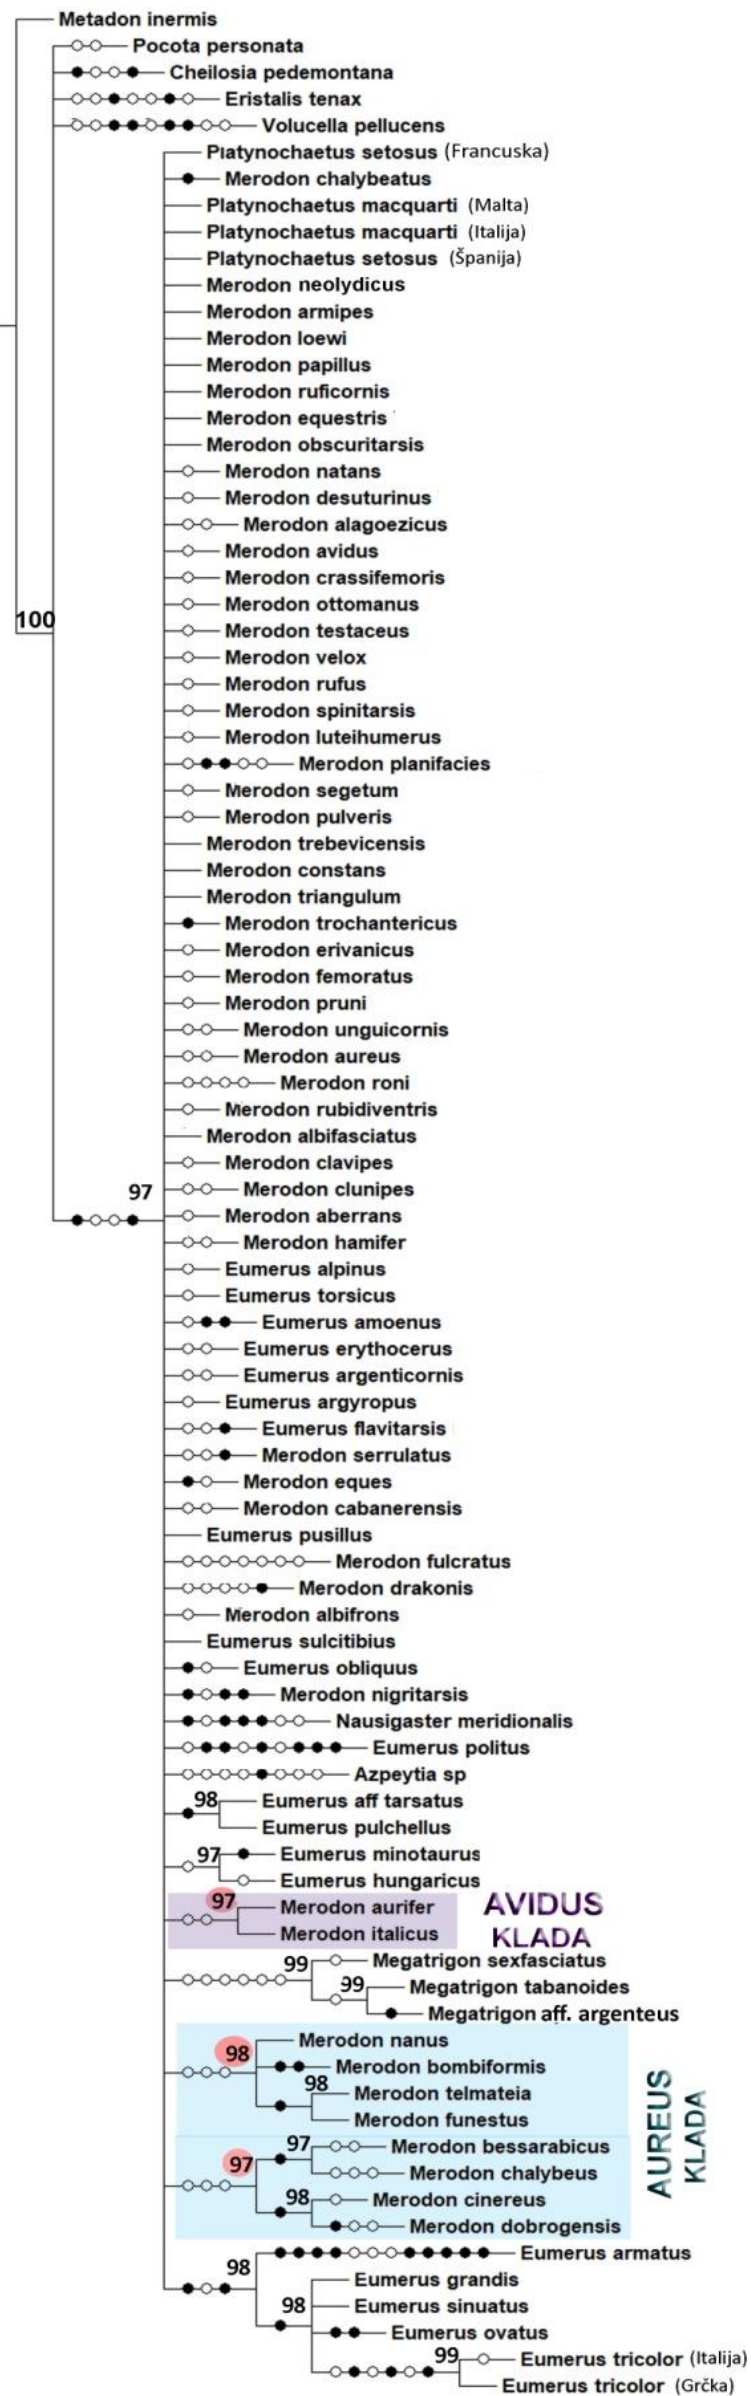 Metadon inermis
Pocota personata
Cheilosia pedemontana
Eristalis tenax
Volucella pellucens
Platynochaetus setosus (Francuska)
Merodon chalybeatus
Platynochaetus macquarti (Malta)
Platynochaetus macquarti (Italija)
Platynochaetus setosus (Španija)
Merodon neolydicus
Merodon armipes
Merodon loewi
Merodon papillus
Merodon ruficornis
Merodon equestris
Merodon obscuritarsis
Merodon natans
Merodon desuturinus
Merodon alagoezicus
Merodon avidus
Merodon crassifemoris
Merodon ottomanus
100
Merodon testaceus
Merodon velox
Merodon rufus
Merodon spinitarsis
Merodon luteihumerus
Merodon planifacies
Merodon segetum
Merodon pulveris
Merodon trebevicensis
Merodon constans
Merodon triangulum
Merodon trochantericus
Merodon erivanicus
Merodon femoratus
Merodon pruni
Merodon unguicornis
Merodon aureus
Merodon roni
Merodon rubidiventris
Merodon albifasciatus
Merodon clavipes
97
Merodon clunipes
Merodon aberrans
Merodon hamifer
Eumerus alpinus
Eumerus torsicus
Eumerus amoenus
Eumerus erythocerus
Eumerus argenticornis
Eumerus argyropus
Eumerus flavitarsis
Merodon serrulatus
Merodon eques
Merodon cabanerensis
Eumerus pusillus
Merodon fulcratus
Merodon drakonis
Merodon albifrons
Eumerus sulcitibius
Eumerus obliquus
Merodon nigritarsis
Nausigaster meridionalis
Eumerus politus
Azpeytia sp
98
Eumerus aff tarsatus
Eumerus pulchellus
97
Eumerus minotaurus
Eumerus hungaricus
97
Merodon aurifer
Merodon italicus
AVIDUS
KLADA
99
Megatrigon sexfasciatus
99
Megatrigon tabanoides
Megatrigon aff. argenteus
98
Merodon nanus
Merodon bombiformis
98
Merodon telmateia
Merodon funestus
97
97
Merodon bessarabicus
Merodon chalybeus
98
Merodon cinereus
Merodon dobrogensis
AUREUS
KLADA
98
Eumerus armatus
Eumerus grandis
98
Eumerus sinuatus
Eumerus ovatus
99
Eumerus tricolor (Italija)
Eumerus tricolor (Grčka)